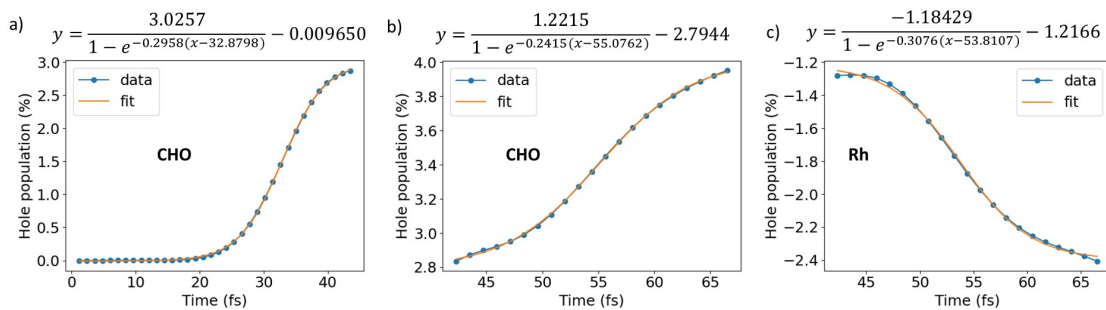 a) y = 3.0257 / (1 − e^−0.2958(x−32.8798)) − 0.009650
3.0
2.5
2.0
1.5
1.0
0.5
0.0
Hole population (%)
data
fit
CHO
0
10
20
30
40
Time (fs)
b) y = 1.2215 / (1 − e^−0.2415(x−55.0762)) − 2.7944
4.0
3.8
3.6
3.4
3.2
3.0
2.8
Hole population (%)
data
fit
CHO
45
50
55
60
65
Time (fs)
c) y = −1.18429 / (1 − e^−0.3076(x−53.8107)) − 1.2166
−1.2
−1.4
−1.6
−1.8
−2.0
−2.2
−2.4
Hole population (%)
data
fit
Rh
45
50
55
60
65
Time (fs)